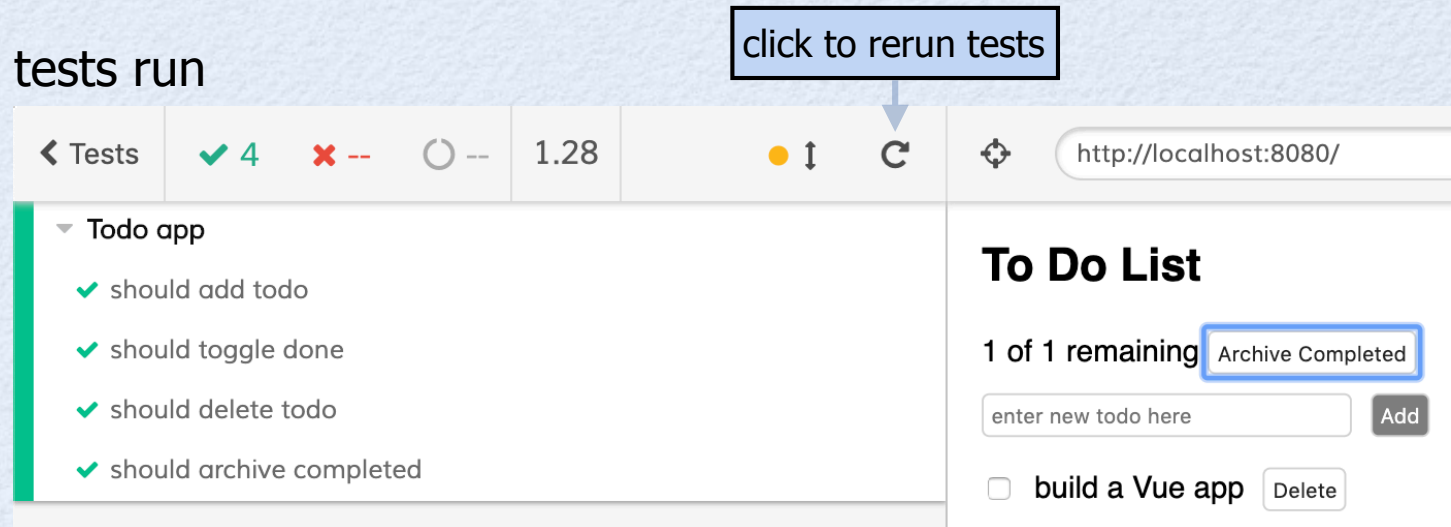 click to rerun tests
tests run
Tests 4 -- -- 1.28 http://localhost:8080/
Todo app
should add todo
should toggle done
should delete todo
should archive completed
To Do List
1 of 1 remaining Archive Completed
enter new todo here Add
build a Vue app Delete